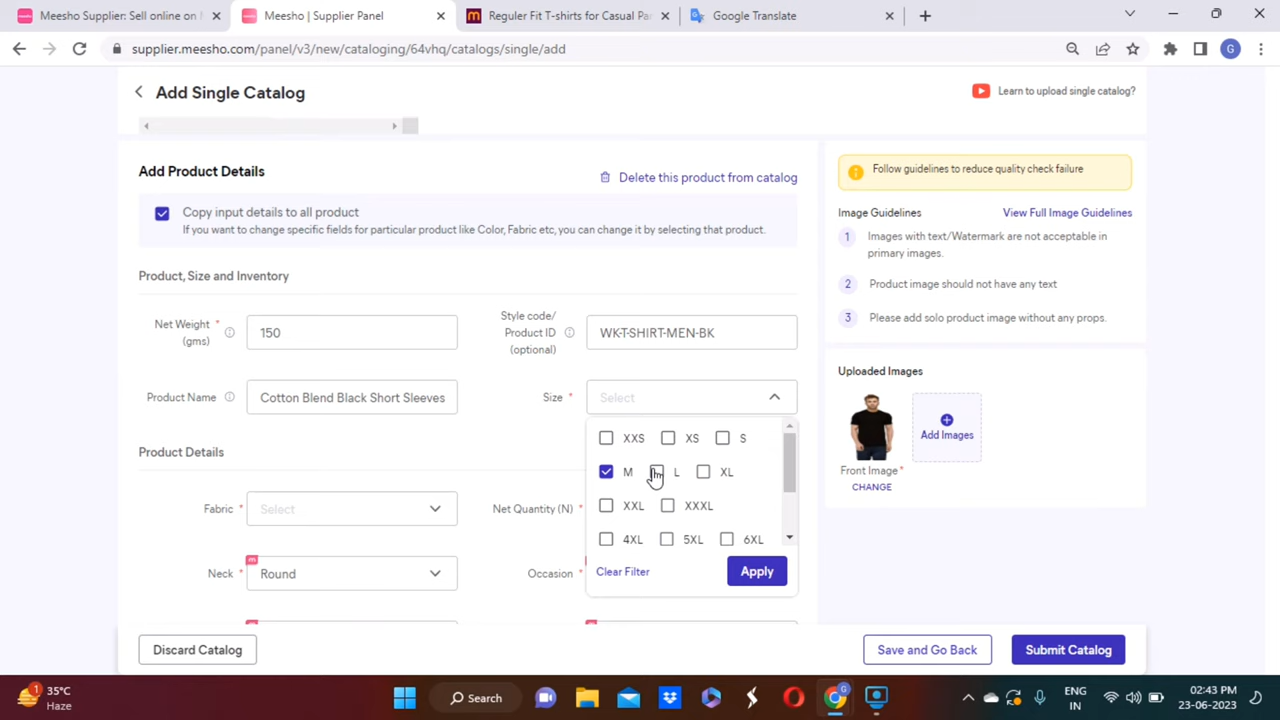 Meesho Supplier: Sell online on
Meesho | Supplier Panel
Reguler Fit T-shirts for Casual Pa
Google Translate
supplier.meesho.com/panel/v3/new/cataloging/64vhq/catalogs/single/add
G
Add Single Catalog
Learn to upload single catalog?
Add Product Details
Delete this product from catalog
Copy input details to all product
If you want to change specific fields for particular product like Color, Fabric etc, you can change it by selecting that product.
Product, Size and Inventory
Net Weight *
(gms)
150
Style code/
Product ID
(optional)
WK-T-SHIRT-MEN-BK
Product Name
Cotton Blend Black Short Sleeves
Size *
Select
XXS XS S
M L XL
XXL XXXL
4XL 5XL 6XL
Clear Filter
Apply
Product Details
Fabric *
Select
Net Quantity (N) *
Neck *
Round
Occasion *
Follow guidelines to reduce quality check failure
Image Guidelines
View Full Image Guidelines
1 Images with text/Watermark are not acceptable in
primary images.
2 Product image should not have any text
3 Please add solo product image without any props.
Uploaded Images
Add Images
Front Image *
CHANGE
Discard Catalog
Save and Go Back
Submit Catalog
1
35°C
Haze
Search
G
ENG
IN
02:43 PM
23-06-2023